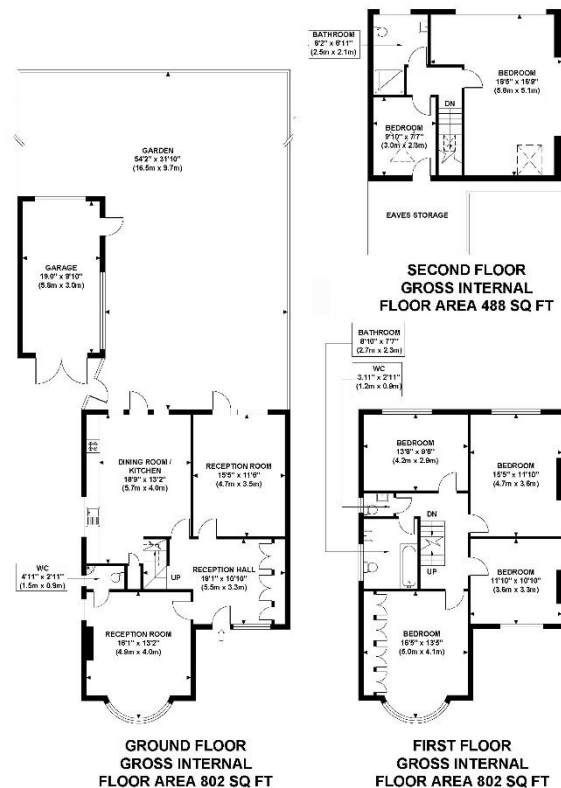 BATHROOM
8'2" x 6'11"
(2.5m x 2.1m)
BEDROOM
18'5" x 16'9"
(5.6m x 5.1m)
DN
BEDROOM
9'10" x 7'7"
(3.0m x 2.3m)
EAVES STORAGE
SECOND FLOOR
GROSS INTERNAL
FLOOR AREA 488 SQ FT
GARDEN
54'2" x 31'10"
(16.5m x 9.7m)
GARAGE
19.0" x 9'10"
(5.8m x 3.0m)
DINING ROOM /
KITCHEN
18'9" x 13'2"
(5.7m x 4.0m)
RECEPTION ROOM
15'5" x 11'6"
(4.7m x 3.5m)
WC
4'11" x 2'11"
(1.5m x 0.9m)
UP
RECEPTION HALL
18'1" x 10'10"
(5.5m x 3.3m)
RECEPTION ROOM
16'1" x 13'2"
(4.9m x 4.0m)
GROUND FLOOR
GROSS INTERNAL
FLOOR AREA 802 SQ FT
BATHROOM
8'10" x 7'7"
(2.7m x 2.3m)
WC
3.11" x 2'11"
(1.2m x 0.9m)
BEDROOM
13'9" x 9'6"
(4.2m x 2.9m)
BEDROOM
15'5" x 11'10"
(4.7m x 3.6m)
DN
UP
BEDROOM
11'10" x 10'10"
(3.6m x 3.3m)
BEDROOM
16'5" x 13'5"
(5.0m x 4.1m)
FIRST FLOOR
GROSS INTERNAL
FLOOR AREA 802 SQ FT